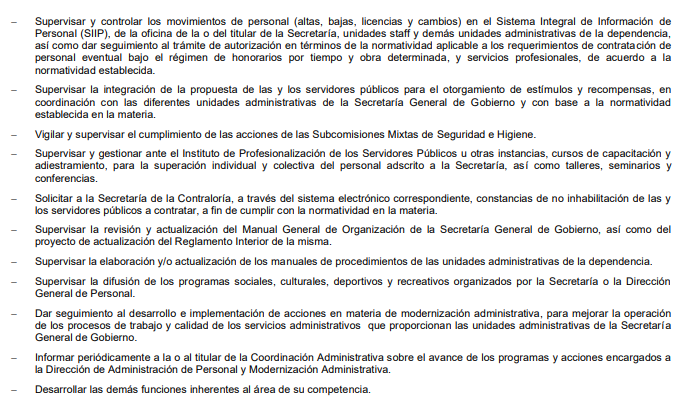 – Supervisar y controlar los movimientos de personal (altas, bajas, licencias y cambios) en el Sistema Integral de Información de
Personal (SIIP), de la oficina de la o del titular de la Secretaría, unidades staff y demás unidades administrativas de la dependencia,
así como dar seguimiento al trámite de autorización en términos de la normatividad aplicable a los requerimientos de contratación de
personal eventual bajo el régimen de honorarios por tiempo y obra determinada, y servicios profesionales, de acuerdo a la
normatividad establecida.
– Supervisar la integración de la propuesta de las y los servidores públicos para el otorgamiento de estímulos y recompensas, en
coordinación con las diferentes unidades administrativas de la Secretaría General de Gobierno y con base a la normatividad
establecida en la materia.
– Vigilar y supervisar el cumplimiento de las acciones de las Subcomisiones Mixtas de Seguridad e Higiene.
– Supervisar y gestionar ante el Instituto de Profesionalización de los Servidores Públicos u otras instancias, cursos de capacitación y
adiestramiento, para la superación individual y colectiva del personal adscrito a la Secretaría, así como talleres, seminarios y
conferencias.
– Solicitar a la Secretaría de la Contraloría, a través del sistema electrónico correspondiente, constancias de no inhabilitación de las y
los servidores públicos a contratar, a fin de cumplir con la normatividad en la materia.
– Supervisar la revisión y actualización del Manual General de Organización de la Secretaría General de Gobierno, así como del
proyecto de actualización del Reglamento Interior de la misma.
– Supervisar la elaboración y/o actualización de los manuales de procedimientos de las unidades administrativas de la dependencia.
– Supervisar la difusión de los programas sociales, culturales, deportivos y recreativos organizados por la Secretaría o la Dirección
General de Personal.
– Dar seguimiento al desarrollo e implementación de acciones en materia de modernización administrativa, para mejorar la operación
de los procesos de trabajo y calidad de los servicios administrativos que proporcionan las unidades administrativas de la Secretaría
General de Gobierno.
– Informar periódicamente a la o al titular de la Coordinación Administrativa sobre el avance de los programas y acciones encargados a
la Dirección de Administración de Personal y Modernización Administrativa.
– Desarrollar las demás funciones inherentes al área de su competencia.